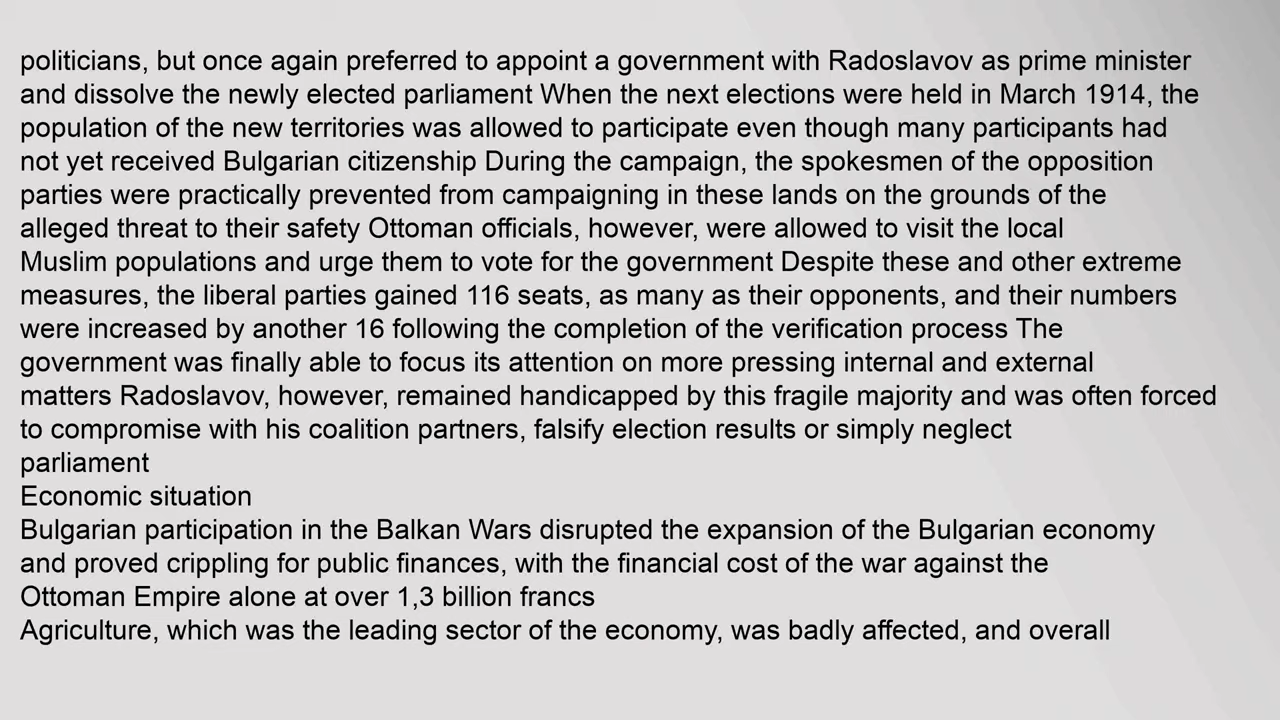 politicians, but once again preferred to appoint a government with Radoslavov as prime minister
and dissolve the newly elected parliament When the next elections were held in March 1914, the
population of the new territories was allowed to participate even though many participants had
not yet received Bulgarian citizenship During the campaign, the spokesmen of the opposition
parties were practically prevented from campaigning in these lands on the grounds of the
alleged threat to their safety Ottoman officials, however, were allowed to visit the local
Muslim populations and urge them to vote for the government Despite these and other extreme
measures, the liberal parties gained 116 seats, as many as their opponents, and their numbers
were increased by another 16 following the completion of the verification process The
government was finally able to focus its attention on more pressing internal and external
matters Radoslavov, however, remained handicapped by this fragile majority and was often forced
to compromise with his coalition partners, falsify election results or simply neglect
parliament
Economic situation
Bulgarian participation in the Balkan Wars disrupted the expansion of the Bulgarian economy
and proved crippling for public finances, with the financial cost of the war against the
Ottoman Empire alone at over 1,3 billion francs
Agriculture, which was the leading sector of the economy, was badly affected, and overall